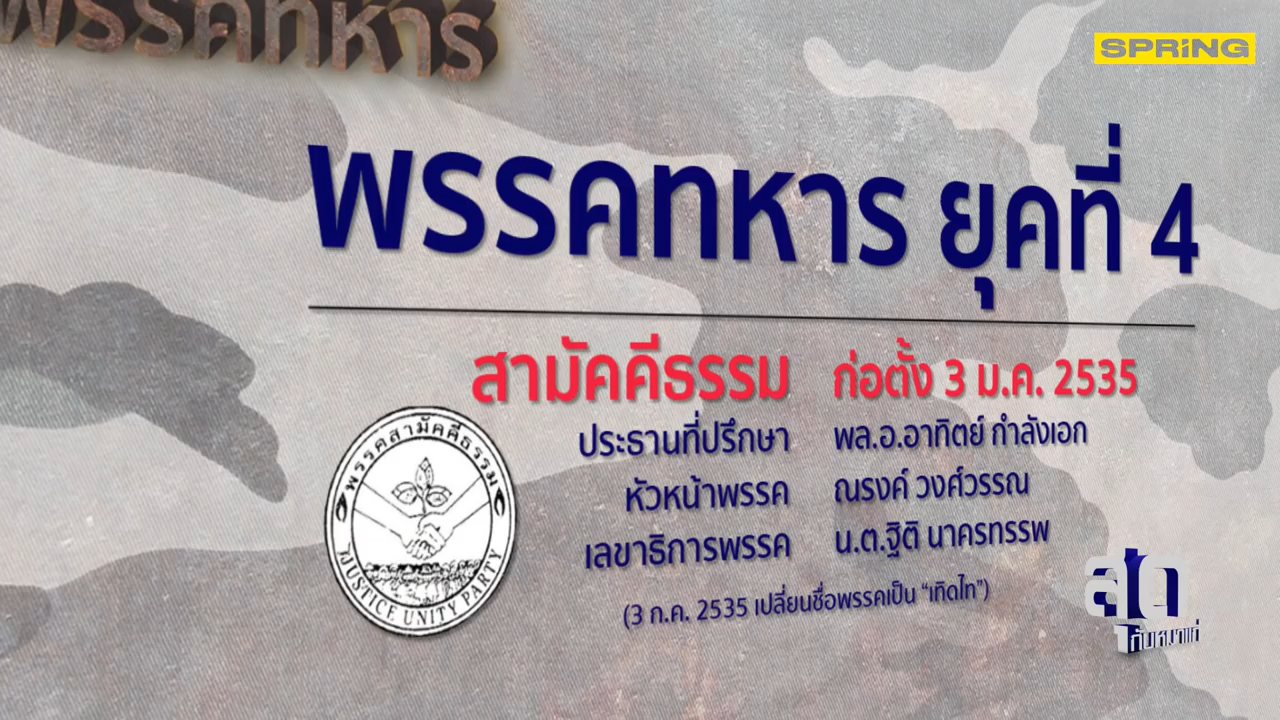 พรรคทหาร
SPRiNG
พรรคทหาร ยุคที่ 4
สามัคคีธรรม ก่อตั้ง 3 ม.ค. 2535
ประธานที่ปรึกษา พล.อ.อาทิตย์ กำลังเอก
หัวหน้าพรรค ณรงค์ วงศ์วรรณ
เลขาธิการพรรค น.ต.ฐิติ นาครทรรพ
(3 ก.ค. 2535 เปลี่ยนชื่อพรรคเป็น “เทิดไท”)
พรรคสามัคคีธรรม
JUSTICE UNITY PARTY